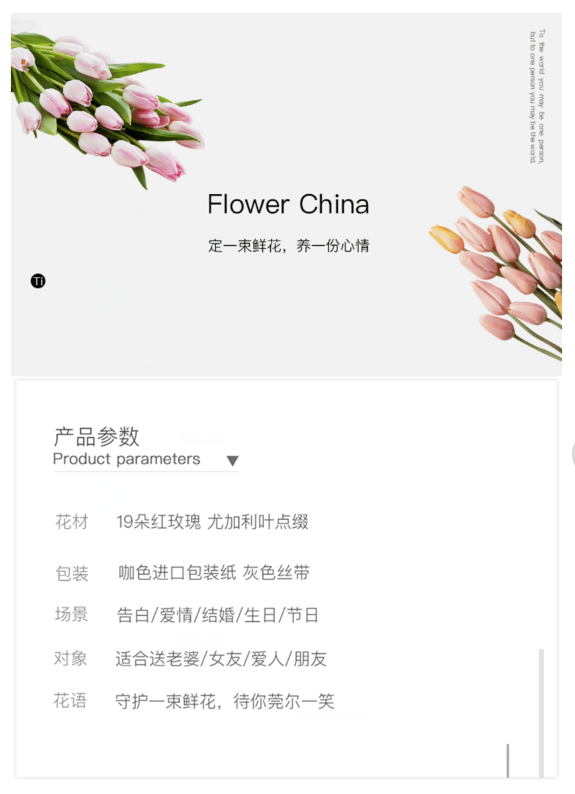 To the world you may be one person,
but to one person you may be the world.
Flower China
定一束鲜花，养一份心情
Ti
产品参数
Product parameters
花材 19朵红玫瑰 尤加利叶点缀
包装 咖色进口包装纸 灰色丝带
场景 告白/爱情/结婚/生日/节日
对象 适合送老婆/女友/爱人/朋友
花语 守护一束鲜花，待你莞尔一笑